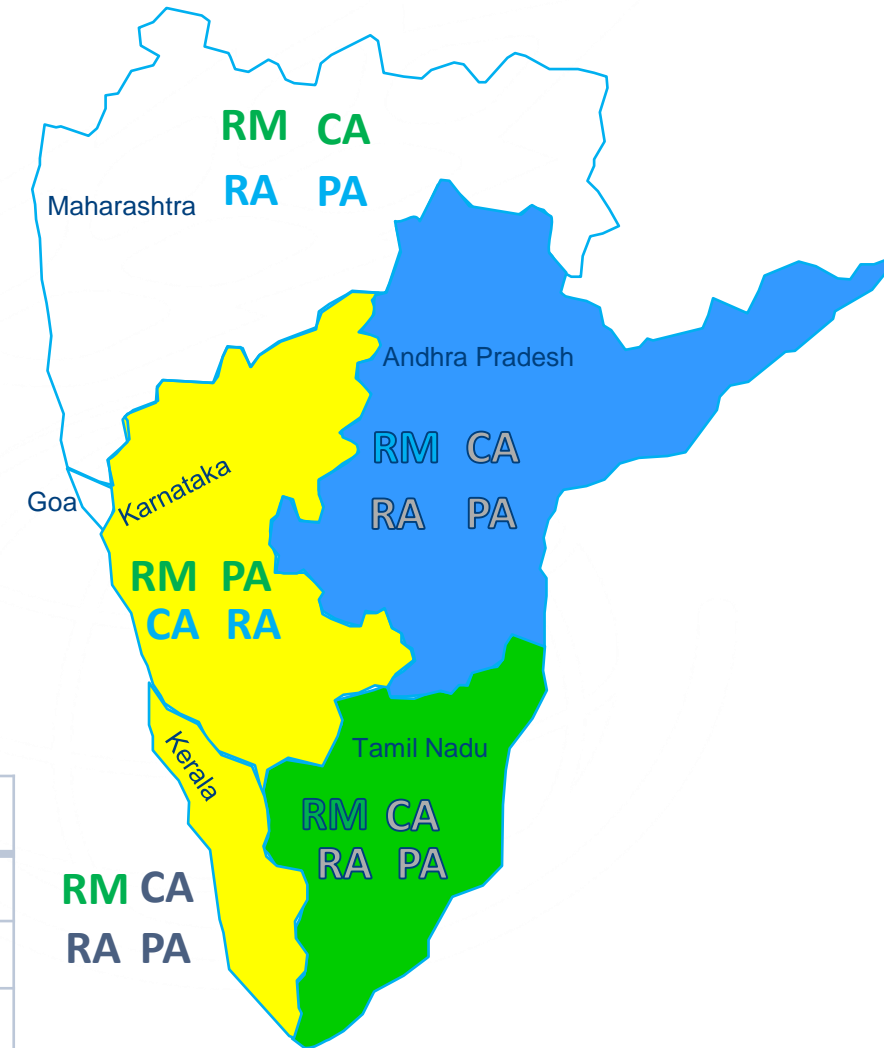 RM CA
RA PA
Maharashtra
Andhra Pradesh
RM CA
RA PA
Karnataka
Goa
RM PA
CA RA
Tamil Nadu
Kerala
RM CA
RA PA
RM CA
RA PA